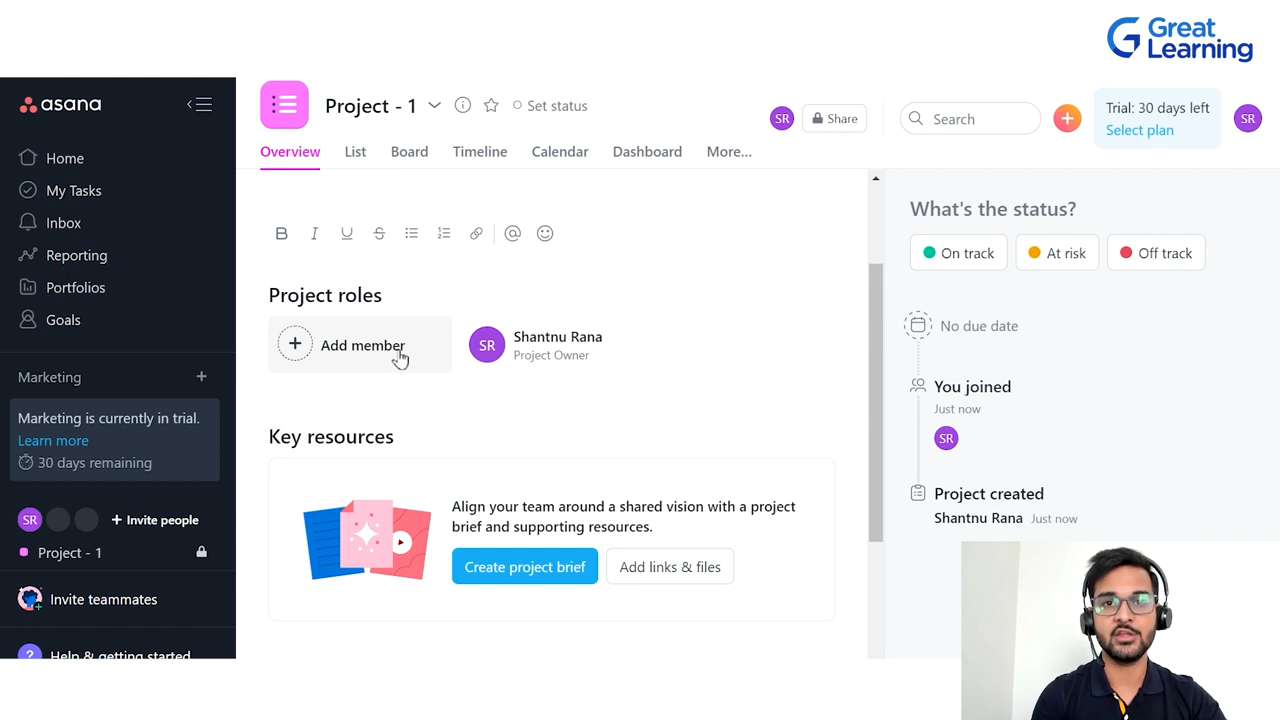 Great
Learning
asana
Home
My Tasks
Inbox
Reporting
Portfolios
Goals
Marketing
Marketing is currently in trial.
Learn more
30 days remaining
SR
Invite people
Project - 1
Invite teammates
Help & getting started
Project - 1
Set status
SR
Share
Search
Trial: 30 days left
Select plan
SR
Overview
List
Board
Timeline
Calendar
Dashboard
More...
B I U S
@
Project roles
Add member
SR
Shantnu Rana
Project Owner
Key resources
Align your team around a shared vision with a project
brief and supporting resources.
Create project brief
Add links & files
What's the status?
On track
At risk
Off track
No due date
You joined
Just now
SR
Project created
Shantnu Rana Just now